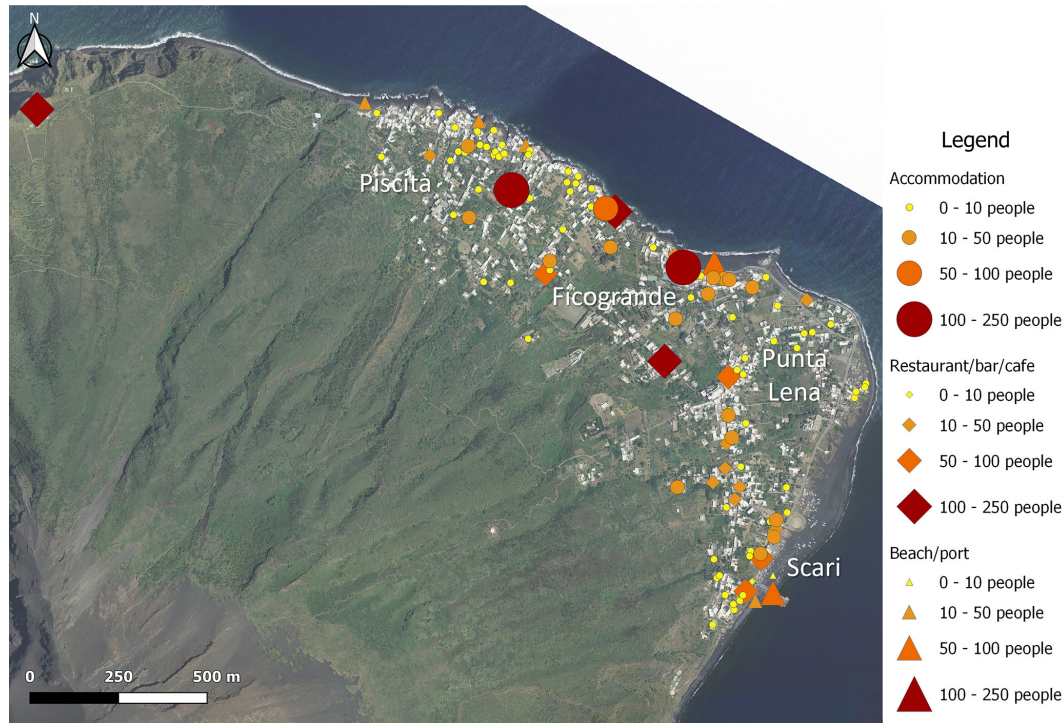 N
Piscità
Ficogrande
Punta
Lena
Scari
0 250 500 m
Legend
Accommodation
0 - 10 people
10 - 50 people
50 - 100 people
100 - 250 people
Restaurant/bar/cafe
0 - 10 people
10 - 50 people
50 - 100 people
100 - 250 people
Beach/port
0 - 10 people
10 - 50 people
50 - 100 people
100 - 250 people